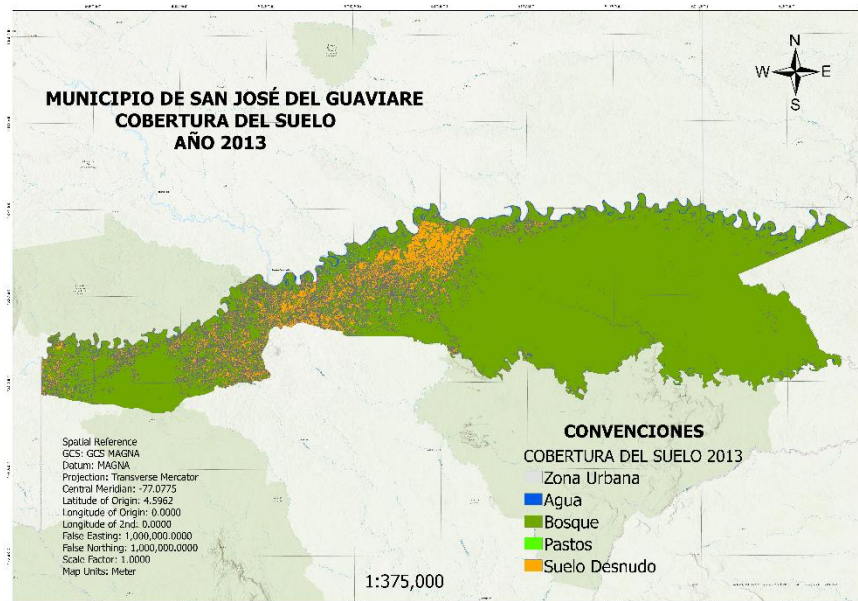 MUNICIPIO DE SAN JOSÉ DEL GUAVIARE
COBERTURA DEL SUELO
AÑO 2013
N
W E
S
Spatial Reference
GCS: GCS MAGNA
Datum: MAGNA
Projection: Transverse Mercator
Central Meridian: -77.0775
Latitude of Origin: 4.5962
Longitude of Origin: 0.0000
Longitude of 2nd: 0.0000
False Easting: 1,000,000.0000
False Northing: 1,000,000.0000
Scale Factor: 1.0000
Map Units: Meter
1:375,000
CONVENCIONES
COBERTURA DEL SUELO 2013
Zona Urbana
Agua
Bosque
Pastos
Suelo Desnudo